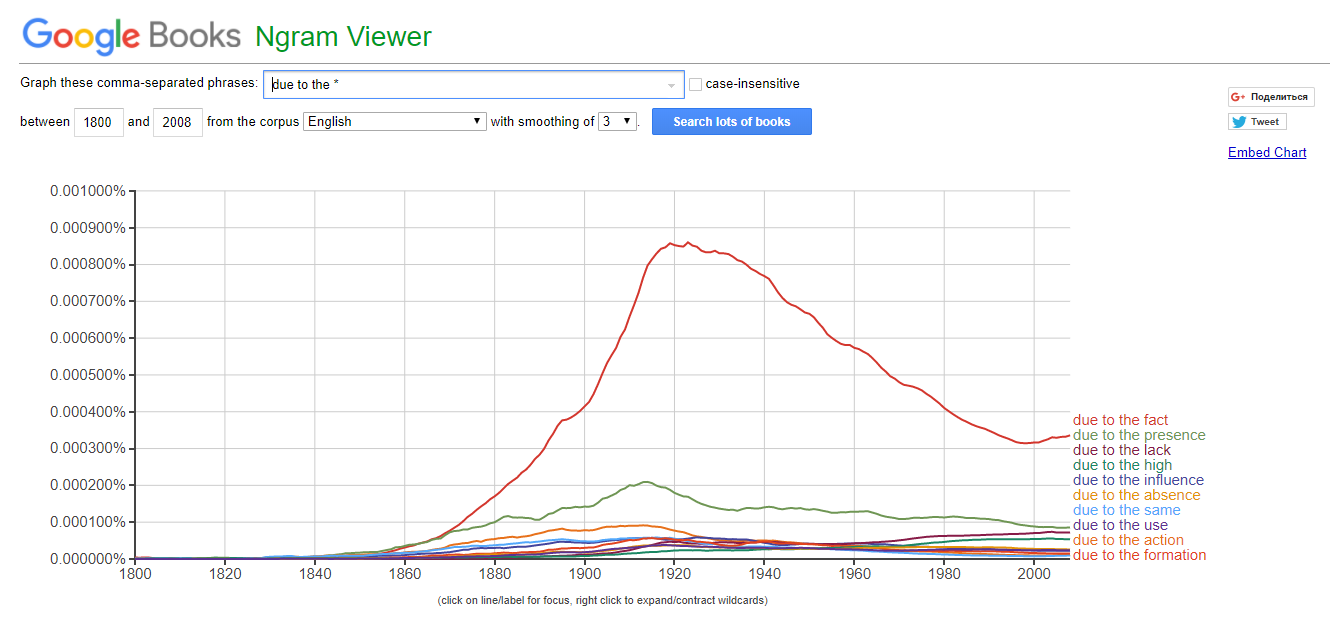 Google Books Ngram Viewer
Graph these comma-separated phrases: due to the * case-insensitive
between 1800 and 2008 from the corpus English with smoothing of 3 . Search lots of books
G+ Поделиться
Tweet
Embed Chart
0.001000%
0.000900%
0.000800%
0.000700%
0.000600%
0.000500%
0.000400%
0.000300%
0.000200%
0.000100%
0.000000%
due to the fact
due to the presence
due to the lack
due to the high
due to the influence
due to the absence
due to the same
due to the use
due to the action
due to the formation
1800 1820 1840 1860 1880 1900 1920 1940 1960 1980 2000
(click on line/label for focus, right click to expand/contract wildcards)